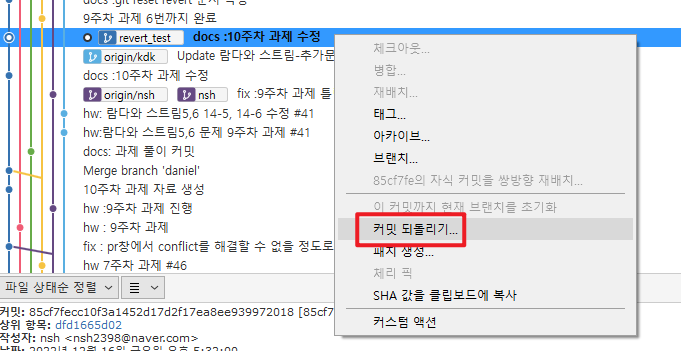 9주차 과제 6번까지 완료
revert_test docs :10주차 과제 수정
origin/kdk Update 람다와 스트림-추가문
docs :10주차 과제 수정
origin/nsh nsh fix :9주차 과제 틀
hw: 람다와 스트림5,6 14-5, 14-6 수정 #41
hw:람다와 스트림5,6 문제 9주차 과제 #41
docs: 과제 풀이 커밋
Merge branch 'daniel'
10주차 과제 자료 생성
hw :9주차 과제 진행
hw : 9주차 과제
fix : pr창에서 conflict를 해결할 수 없을 정도로
hw 7주차 과제 #46
체크아웃...
병합...
재배치...
태그...
아카이브...
브랜치...
85cf7fe의 자식 커밋을 쌍방향 재배치...
이 커밋까지 현재 브랜치를 초기화
커밋 되돌리기...
패치 생성...
체리 픽
SHA 값을 클립보드에 복사
커스텀 액션
파일 상태순 정렬
커밋: 85cf7fecc10f3a1452d17d2f17ea8ee939972018 [85cf7
상위 항목: dfd1665d02
작성자: nsh <nsh2398@naver.com>